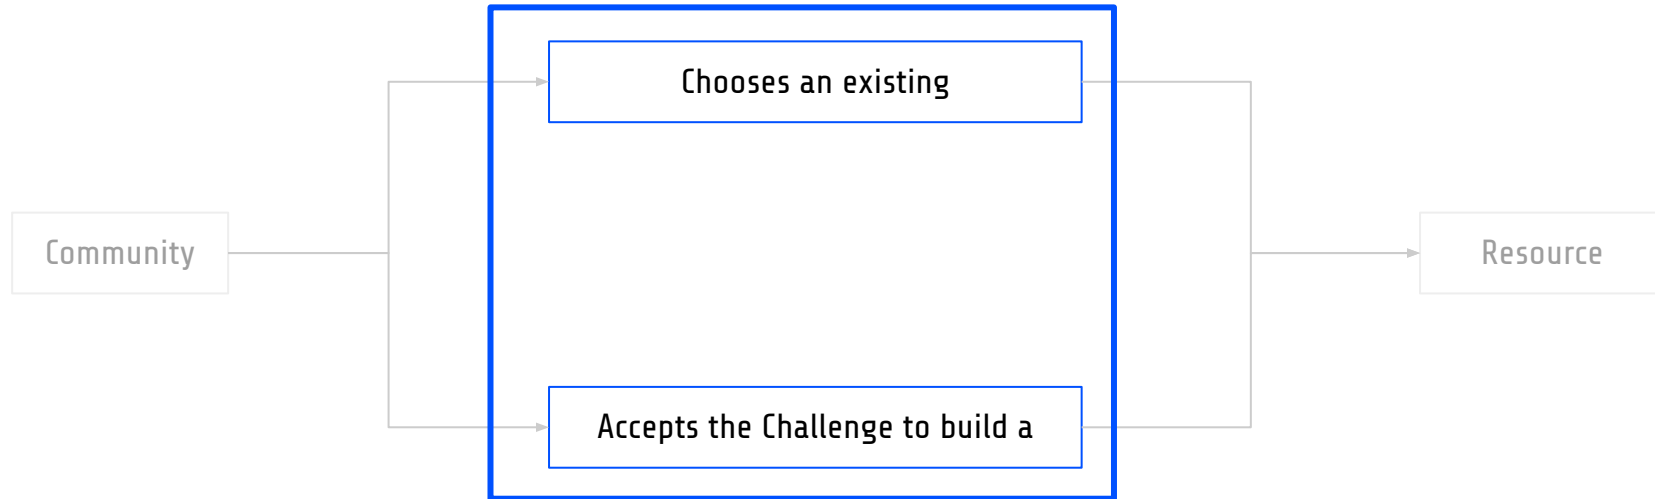 Chooses an existing
Community
Resource
Accepts the Challenge to build a